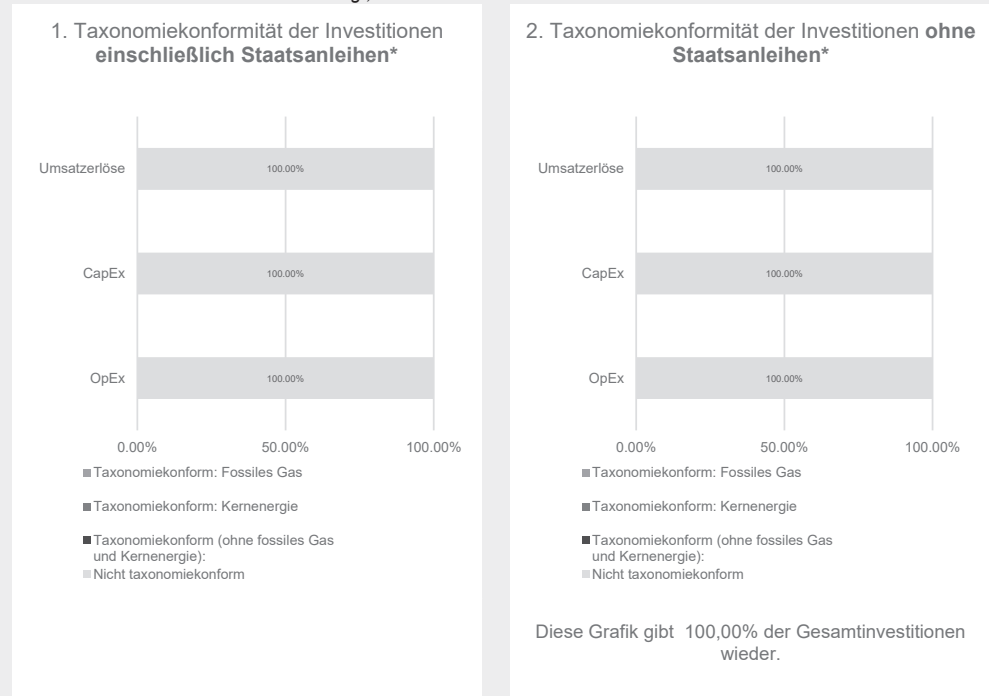 1. Taxonomiekonformität der Investitionen
einschließlich Staatsanleihen*
Umsatzerlöse
100.00%
CapEx
100.00%
OpEx
100.00%
0.00% 50.00% 100.00%
Taxonomiekonform: Fossiles Gas
Taxonomiekonform: Kernenergie
Taxonomiekonform (ohne fossiles Gas
und Kernenergie):
Nicht taxonomiekonform
2. Taxonomiekonformität der Investitionen ohne
Staatsanleihen*
Umsatzerlöse
100.00%
CapEx
100.00%
OpEx
100.00%
0.00% 50.00% 100.00%
Taxonomiekonform: Fossiles Gas
Taxonomiekonform: Kernenergie
Taxonomiekonform (ohne fossiles Gas
und Kernenergie):
Nicht taxonomiekonform
Diese Grafik gibt  100,00% der Gesamtinvestitionen
wieder.